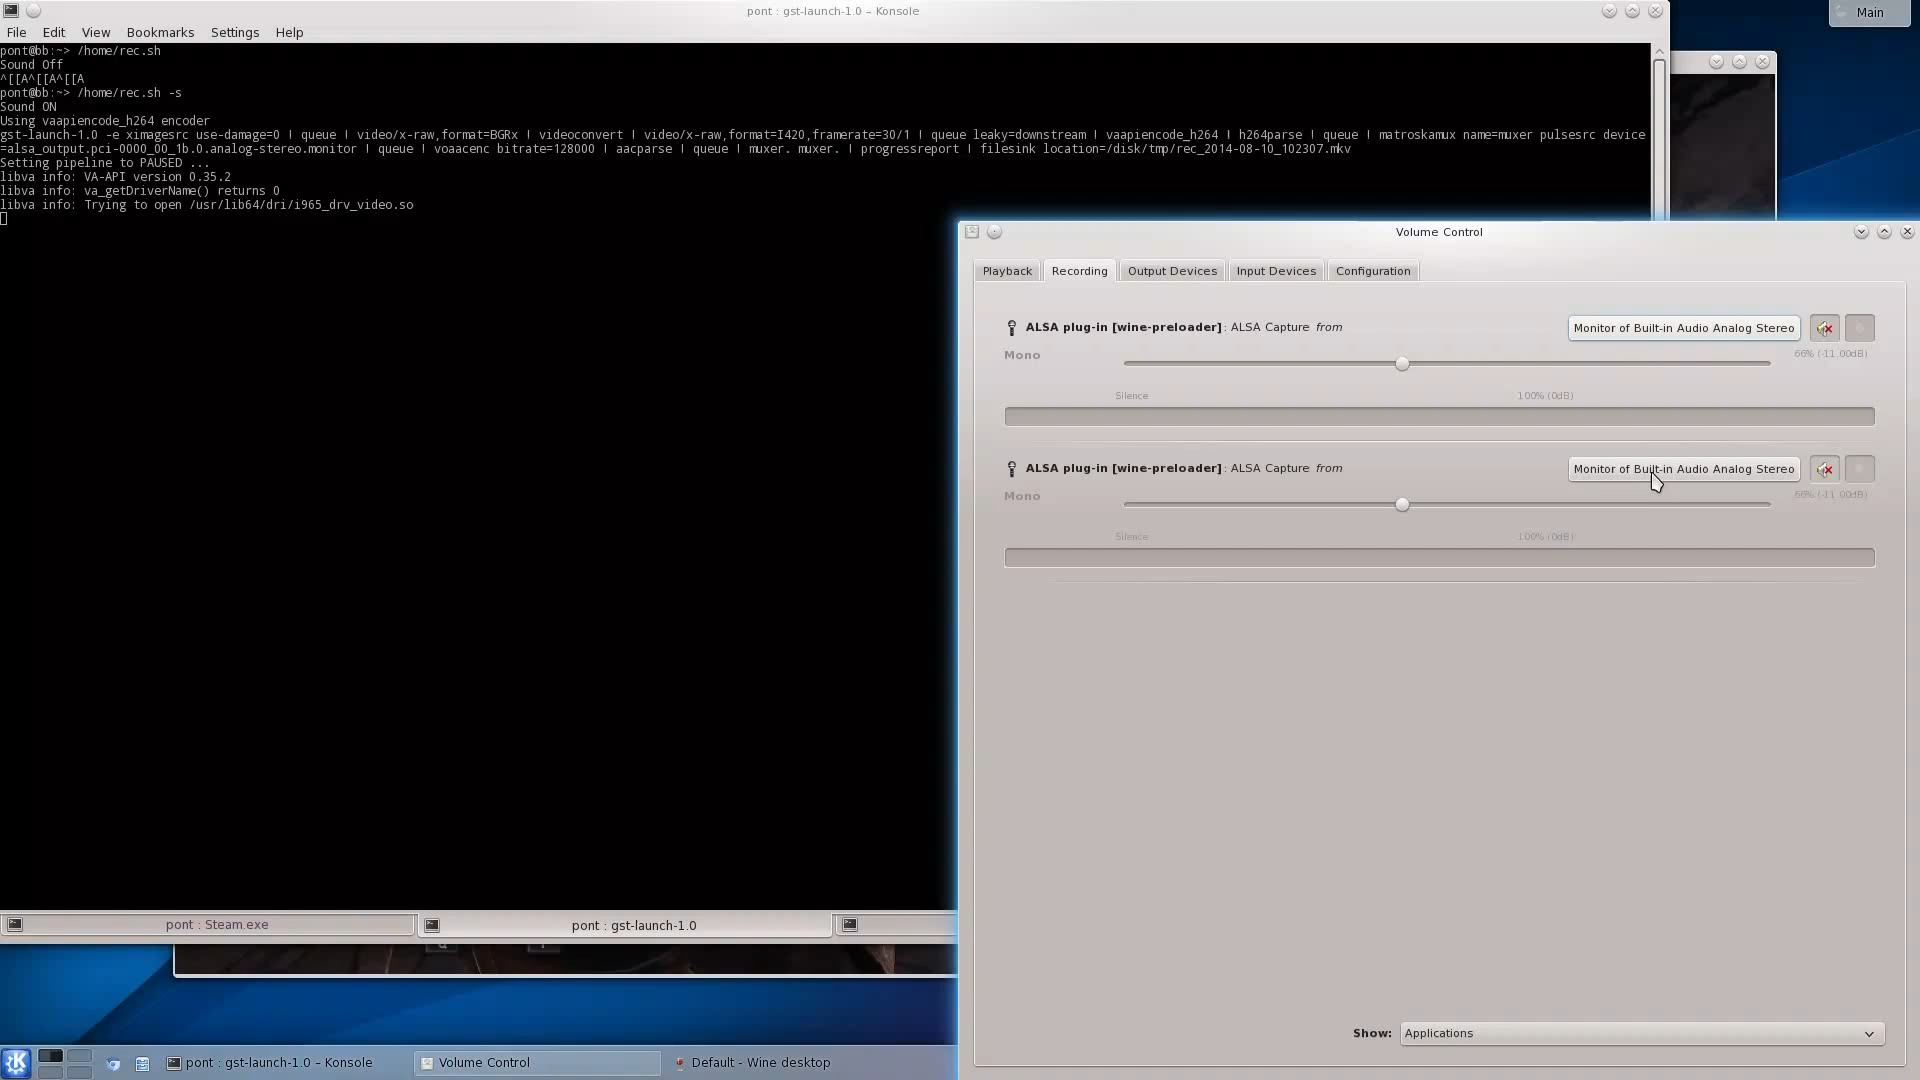 pont : gst-launch-1.0 – Konsole
Main
File Edit View Bookmarks Settings Help
pont@bb:~> /home/rec.sh
Sound Off
^[[A^[[A^[[A
pont@bb:~> /home/rec.sh -s
Sound ON
Using vaapiencode_h264 encoder
gst-launch-1.0 -e ximagesrc use-damage=0 ! queue ! video/x-raw,format=BGRx ! videoconvert ! video/x-raw,format=I420,framerate=30/1 ! queue leaky=downstream ! vaapiencode_h264 ! h264parse ! queue ! matroskamux name=muxer pulsesrc device
=alsa_output.pci-0000_00_1b.0.analog-stereo.monitor ! queue ! voaacenc bitrate=128000 ! aacparse ! queue ! muxer. muxer. ! progressreport ! filesink location=/disk/tmp/rec_2014-08-10_102307.mkv
Setting pipeline to PAUSED ...
libva info: VA-API version 0.35.2
libva info: va_getDriverName() returns 0
libva info: Trying to open /usr/lib64/dri/i965_drv_video.so
Volume Control
Playback Recording Output Devices Input Devices Configuration
ALSA plug-in [wine-preloader]: ALSA Capture from Monitor of Built-in Audio Analog Stereo
Mono 66% (-11.00dB)
Silence 100% (0dB)
ALSA plug-in [wine-preloader]: ALSA Capture from Monitor of Built-in Audio Analog Stereo
Mono 66% (-11.00dB)
Silence 100% (0dB)
Show: Applications
pont : Steam.exe pont : gst-launch-1.0
pont : gst-launch-1.0 – Konsole Volume Control Default - Wine desktop